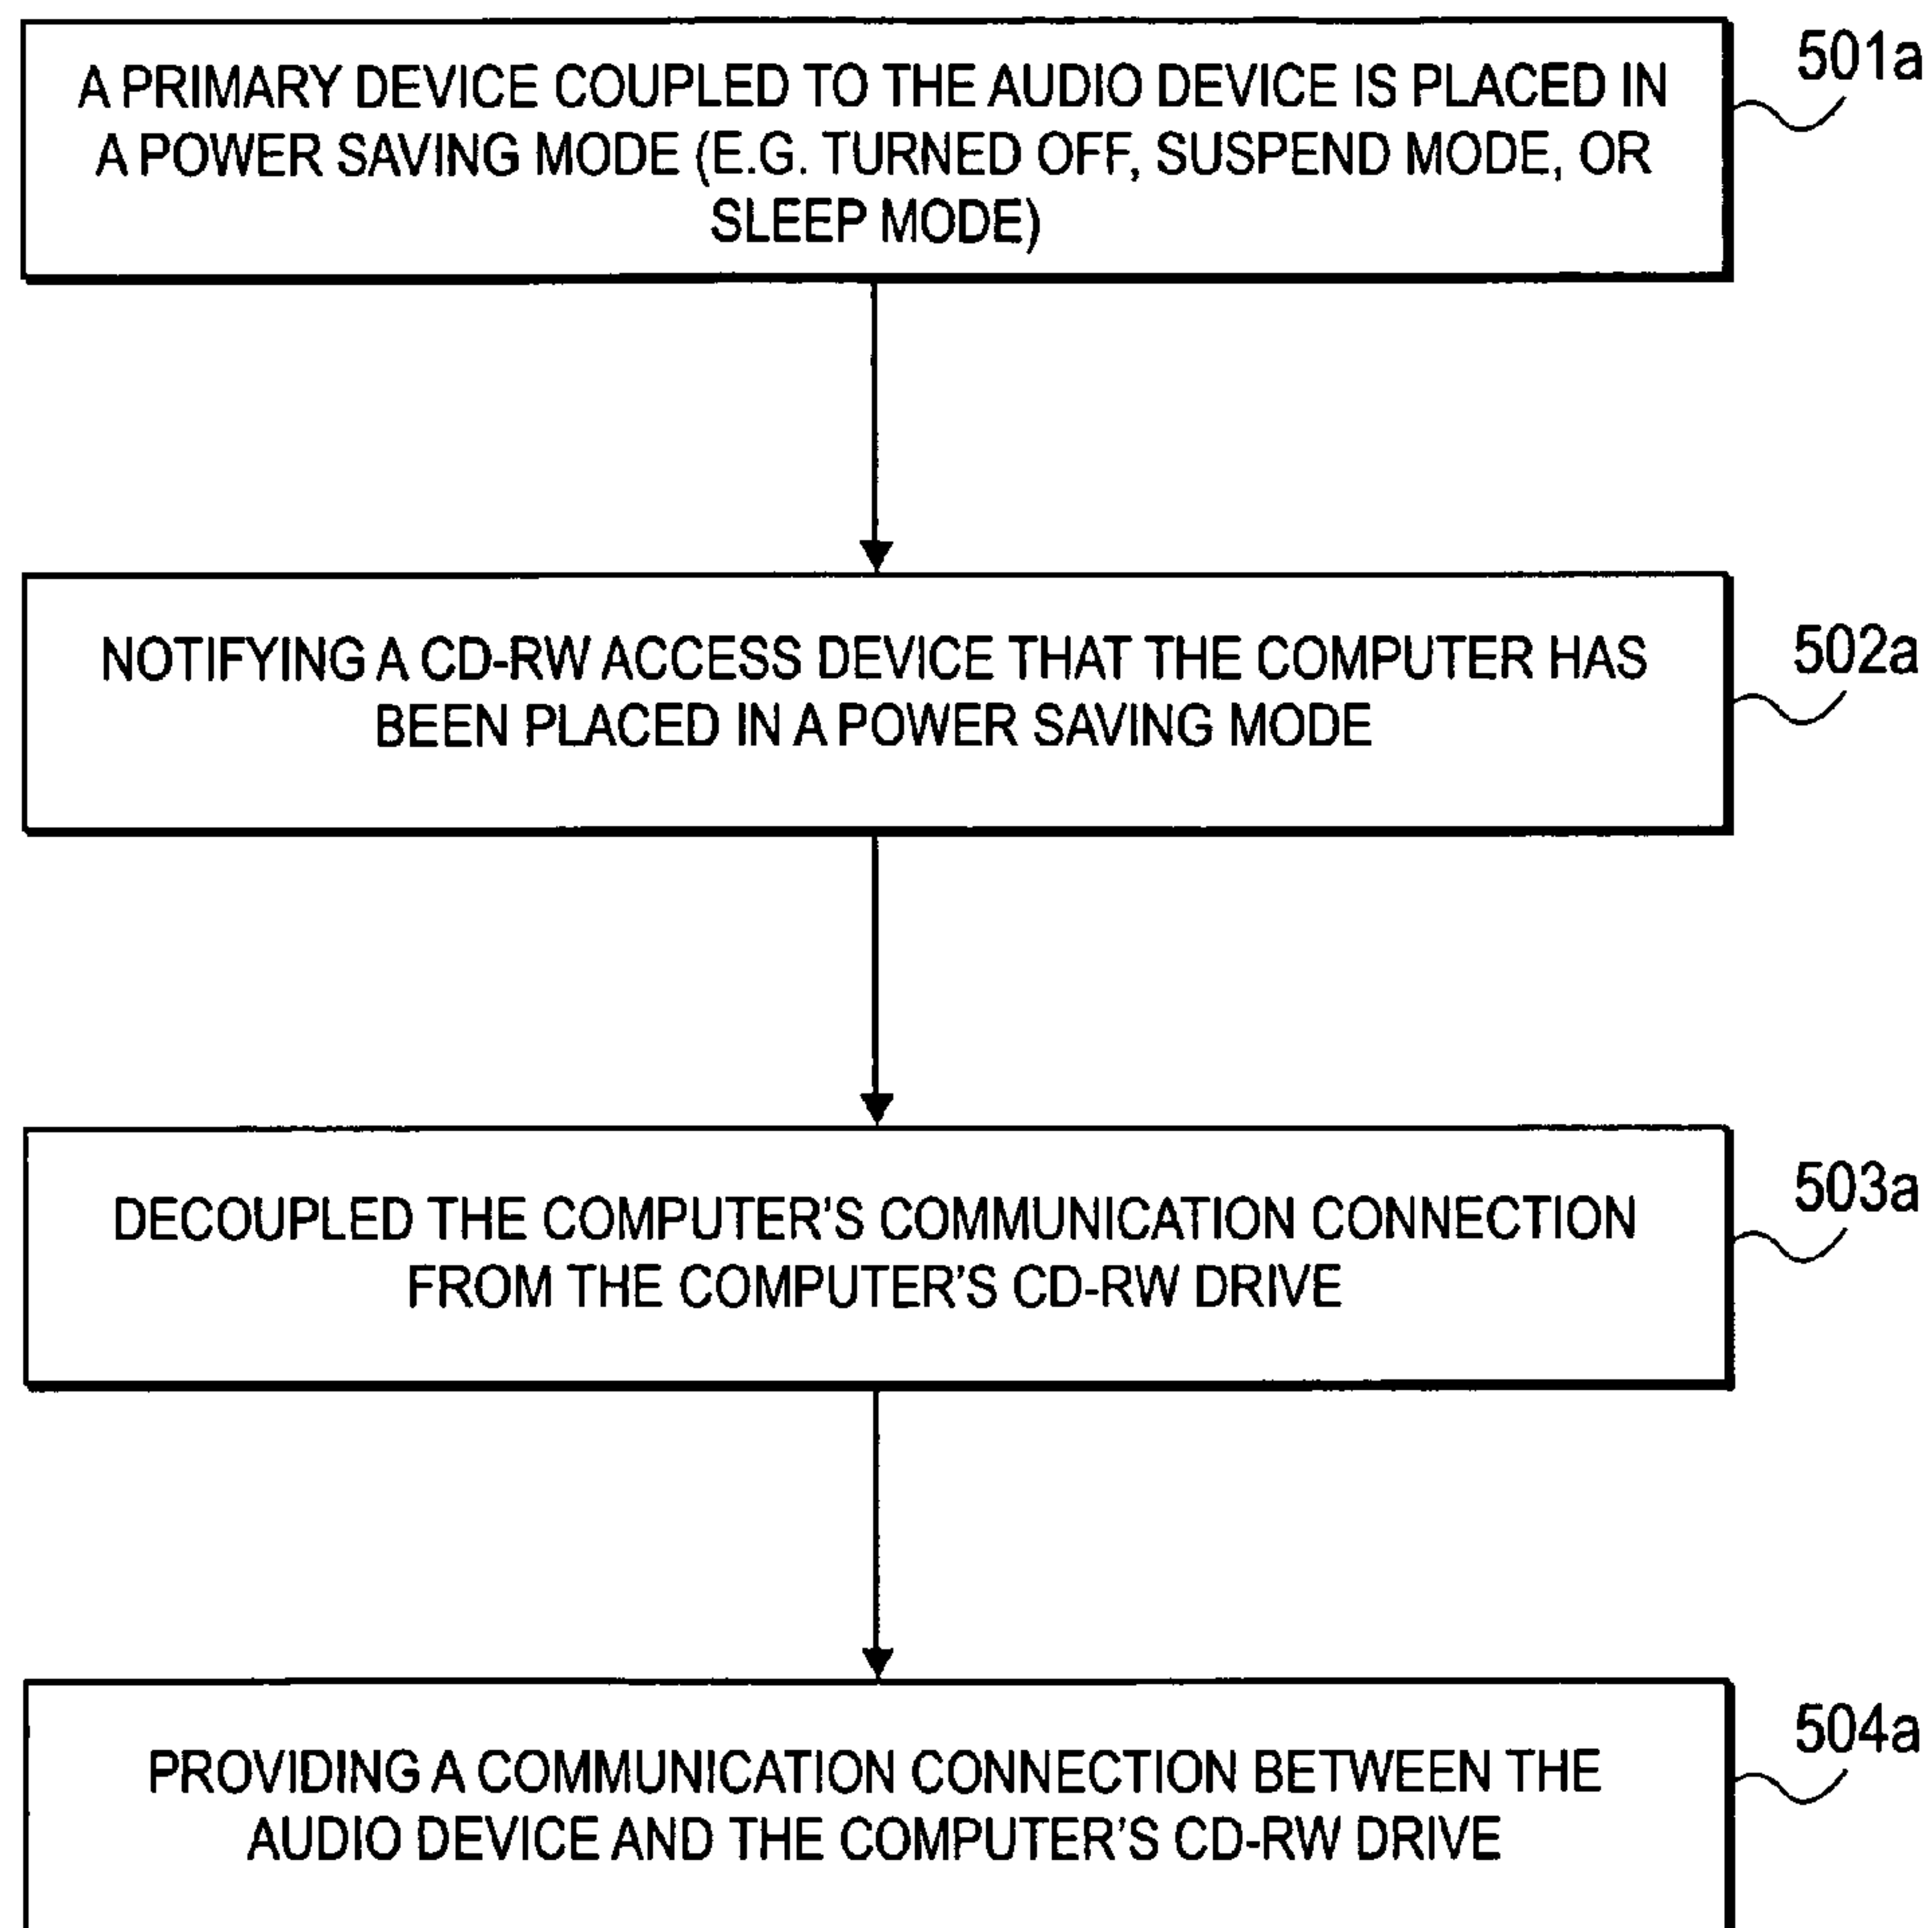 A PRIMARY DEVICE COUPLED TO THE AUDIO DEVICE IS PLACED IN
A POWER SAVING MODE (E.G. TURNED OFF, SUSPEND MODE, OR
SLEEP MODE)
501a
NOTIFYING A CD-RW ACCESS DEVICE THAT THE COMPUTER HAS
BEEN PLACED IN A POWER SAVING MODE
502a
DECOUPLED THE COMPUTER'S COMMUNICATION CONNECTION
FROM THE COMPUTER'S CD-RW DRIVE
503a
PROVIDING A COMMUNICATION CONNECTION BETWEEN THE
AUDIO DEVICE AND THE COMPUTER'S CD-RW DRIVE
504a